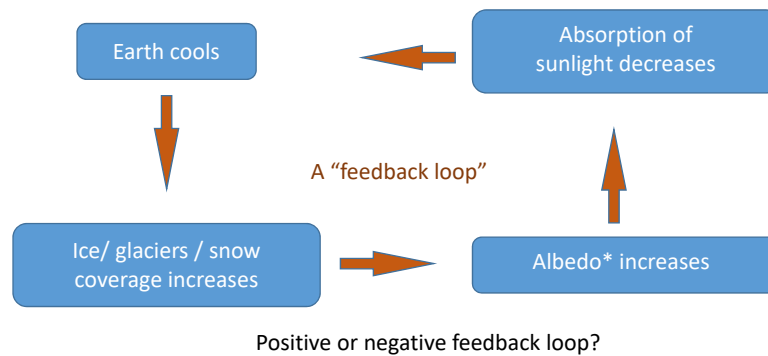 Earth cools
Absorption of
sunlight decreases
A “feedback loop”
Ice/ glaciers / snow
coverage increases
Albedo* increases
Positive or negative feedback loop?